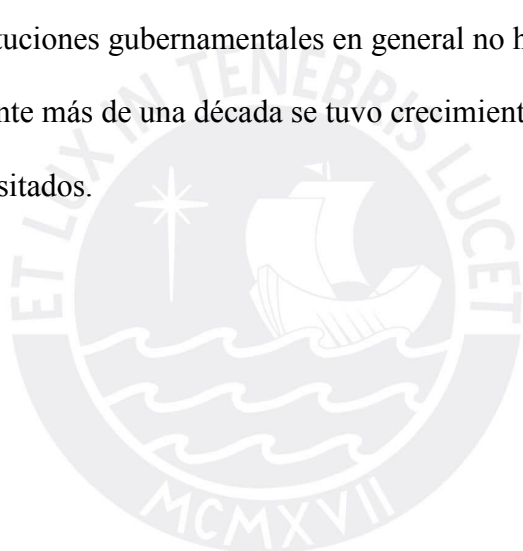 tuciones gubernamentales en general no h
nte más de una década se tuvo crecimient
sitados.
ET LUX IN TENEBRIS LUCET
MCMXVII